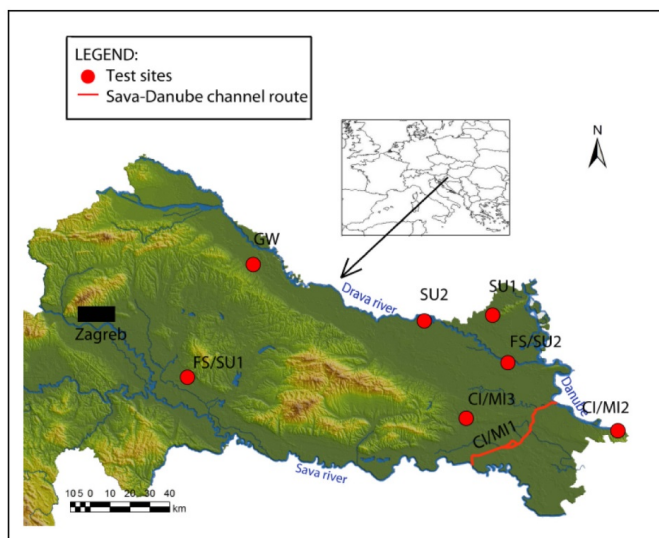 LEGEND:
Test sites
Sava-Danube channel route
N
GW
Drava river
SU2
SU1
Zagreb
FS/SU2
FS/SU1
Danube
CI/MI3
CI/MI2
CI/MI1
Sava river
10 5 0 10 20 30 40
km